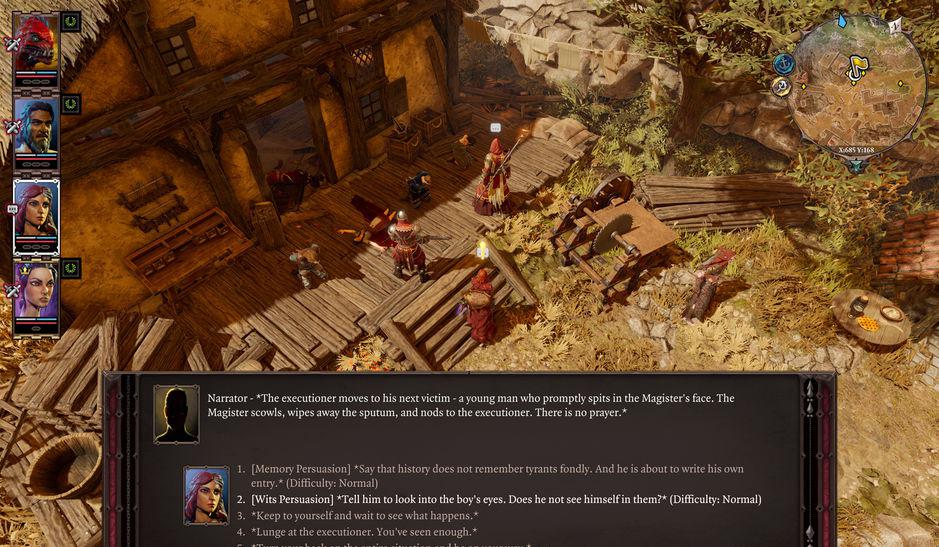 X:685 Y:168
Narrator - *The executioner moves to his next victim - a young man who promptly spits in the Magister's face. The
Magister scowls, wipes away the sputum, and nods to the executioner. There is no prayer.*
1. [Memory Persuasion] *Say that history does not remember tyrants fondly. And he is about to write his own
entry.* (Difficulty: Normal)
2. [Wits Persuasion] *Tell him to look into the boy's eyes. Does he not see himself in them?* (Difficulty: Normal)
3. *Keep to yourself and wait to see what happens.*
4. *Lunge at the executioner. You've seen enough.*